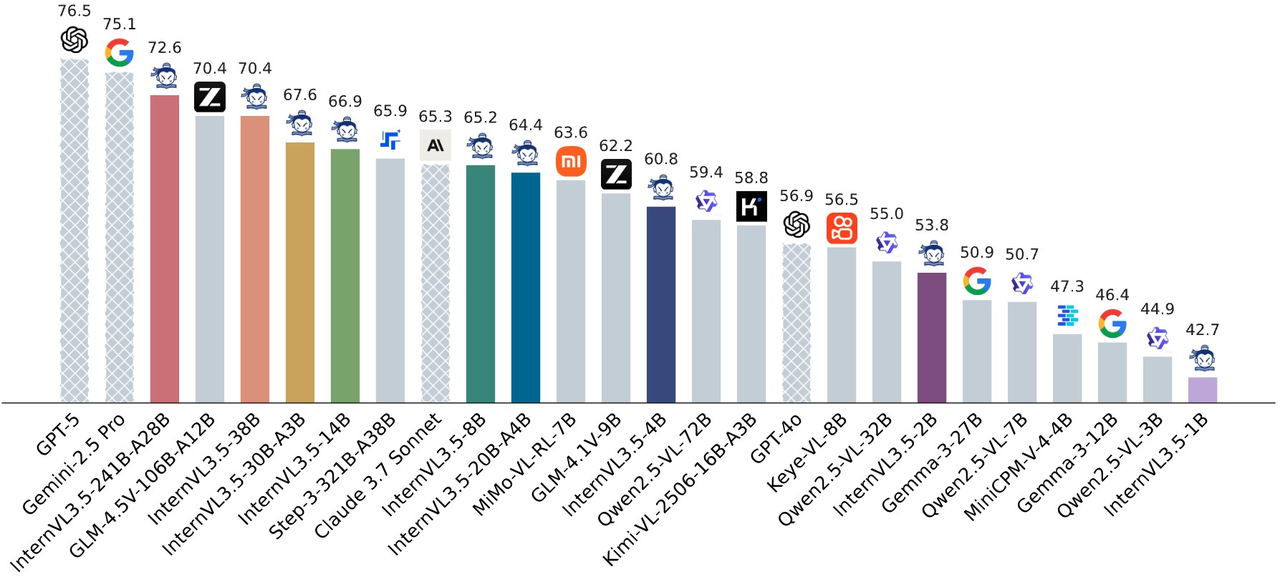 76.5
75.1
72.6
70.4
70.4
67.6
66.9
65.9
65.3
65.2
64.4
63.6
62.2
60.8
59.4
58.8
56.9
56.5
55.0
53.8
50.9
50.7
47.3
46.4
44.9
42.7
GPT-5
Gemini-2.5 Pro
InternVL3.5-241B-A28B
GLM-4.5V-106B-A12B
InternVL3.5-38B
InternVL3.5-30B-A3B
InternVL3.5-14B
Step-3-321B-A38B
Claude 3.7 Sonnet
InternVL3.5-8B
InternVL3.5-20B-A4B
MiMo-VL-RL-7B
GLM-4.1V-9B
InternVL3.5-4B
Qwen2.5-VL-72B
Kimi-VL-2506-16B-A3B
GPT-4o
Keye-VL-8B
Qwen2.5-VL-32B
InternVL3.5-2B
Gemma-3-27B
Qwen2.5-VL-7B
MiniCPM-V-4-4B
Gemma-3-12B
Qwen2.5-VL-3B
InternVL3.5-1B